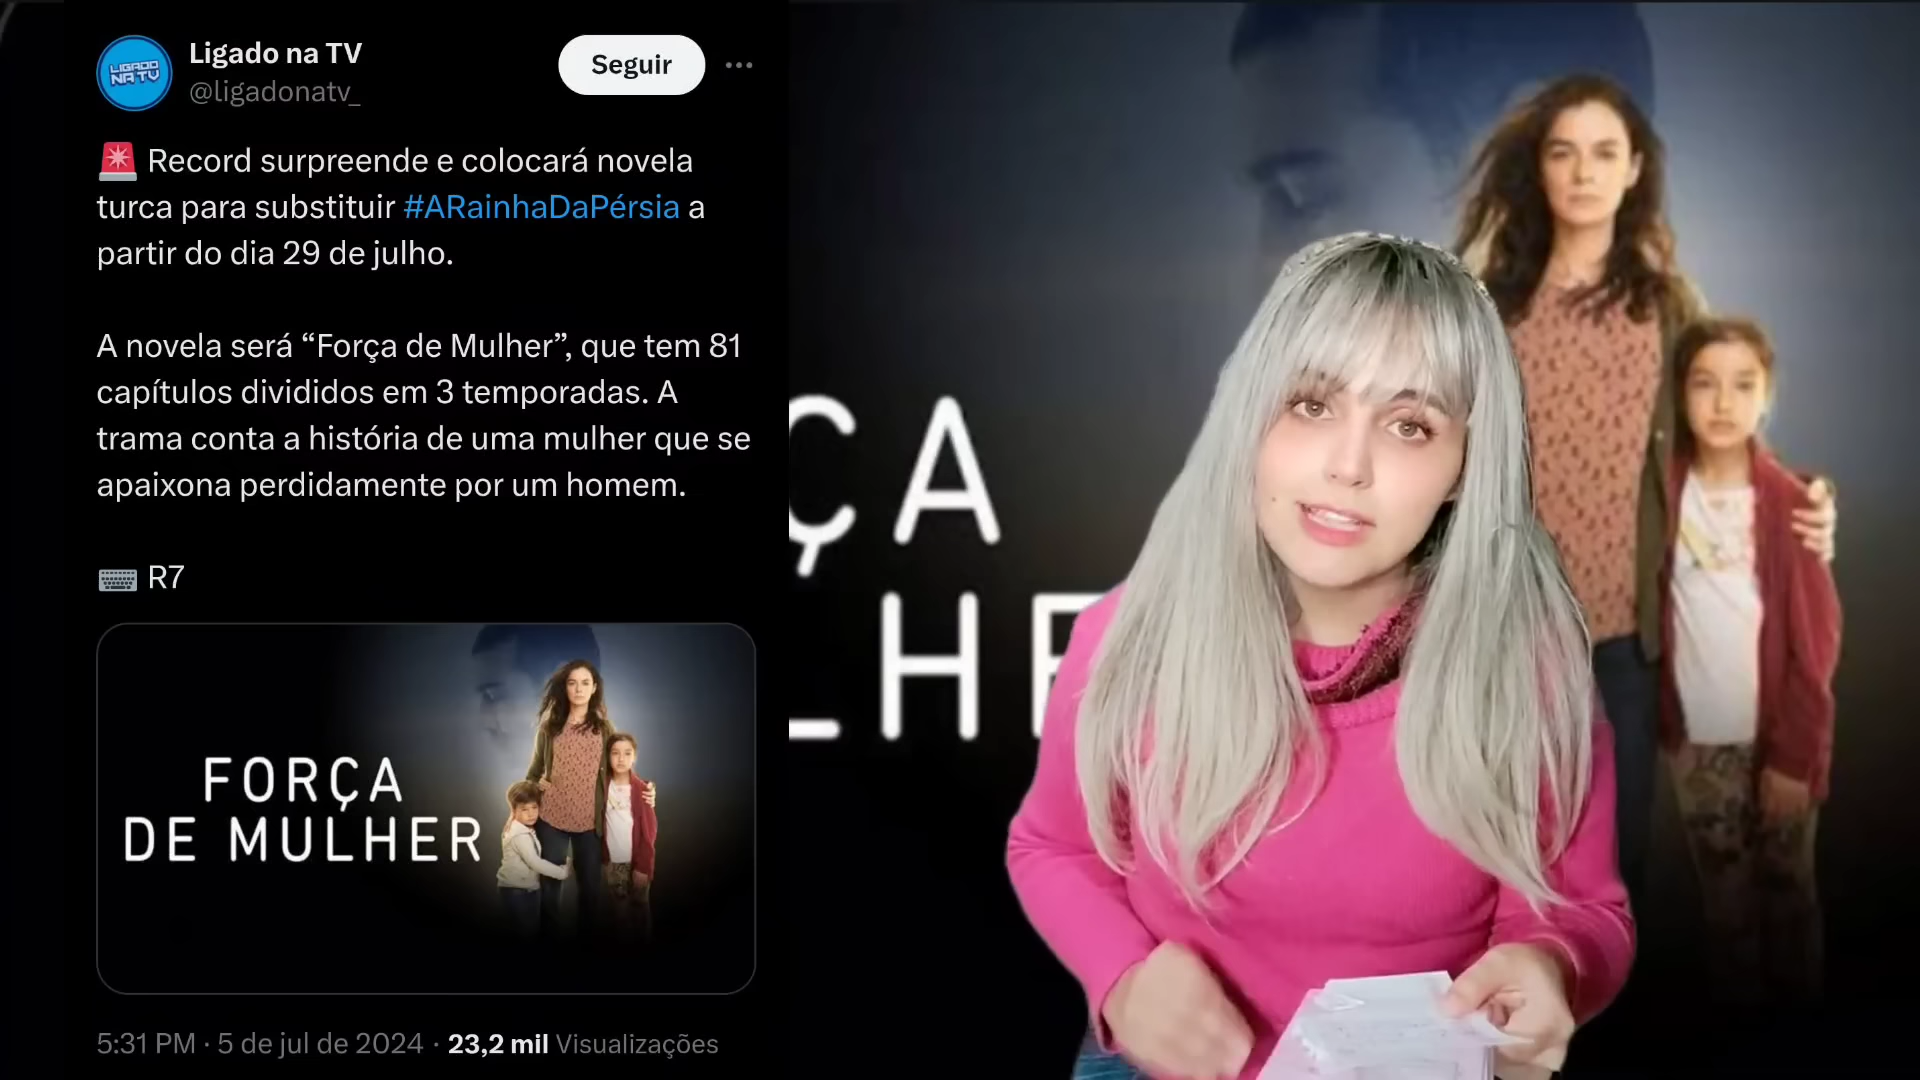 LIGADO
NA TV
Ligado na TV
@ligadonatv_
Seguir
🚨 Record surpreende e colocará novela
turca para substituir #ARainhaDaPérsia a
partir do dia 29 de julho.
A novela será “Força de Mulher”, que tem 81
capítulos divididos em 3 temporadas. A
trama conta a história de uma mulher que se
apaixona perdidamente por um homem.
⌨️ R7
FORÇA
DE MULHER
5:31 PM · 5 de jul de 2024 · 23,2 mil Visualizações
ÇA
LHE